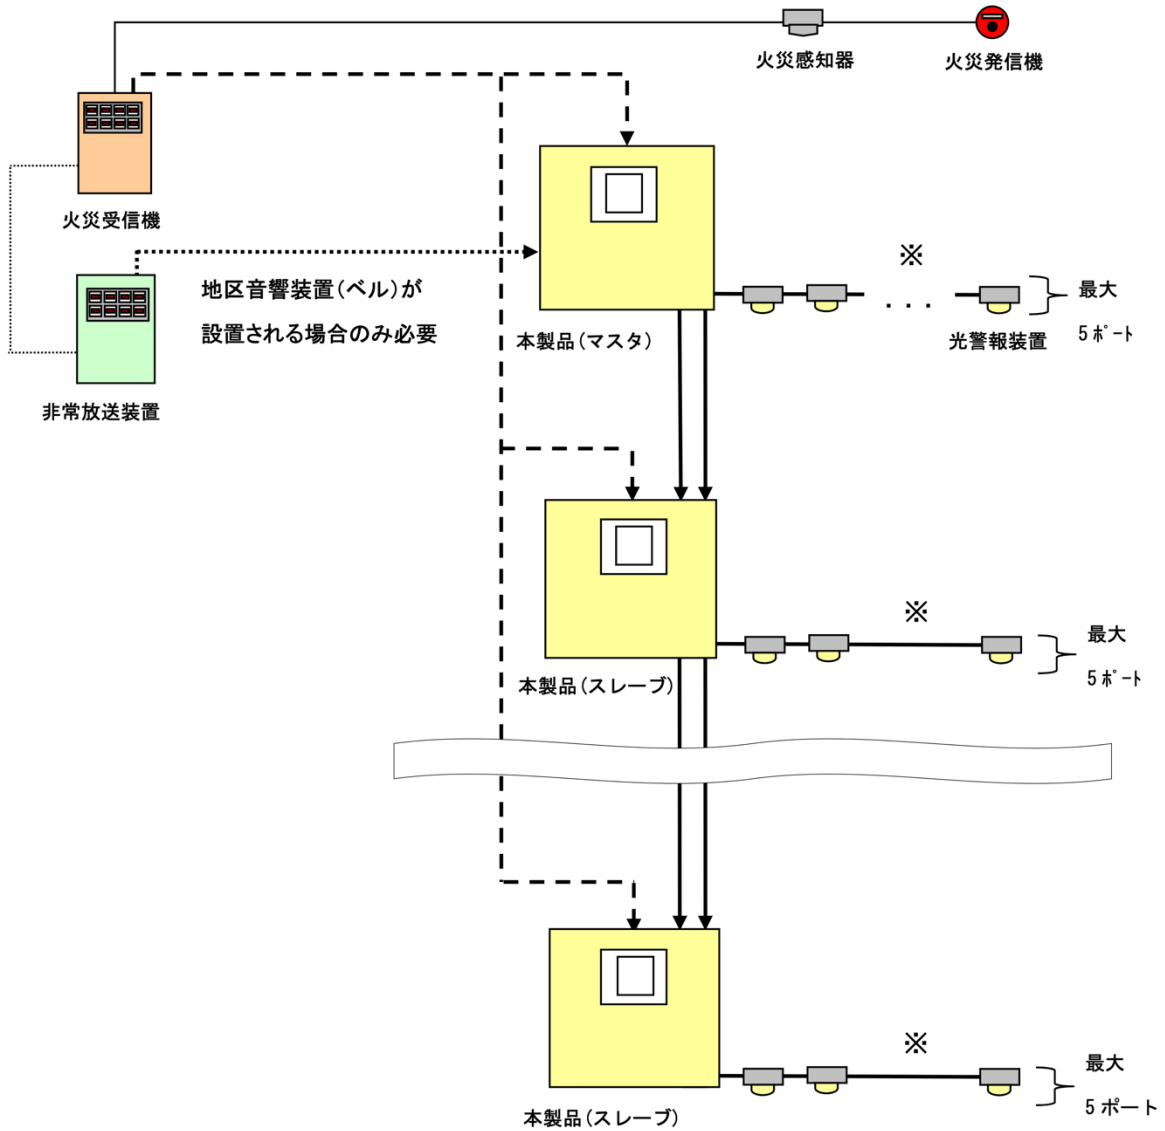 火災感知器
火災発信機
火災受信機
※
地区音響装置(ベル)が
設置される場合のみ必要
最大
5ポート
本製品(マスタ)
光警報装置
非常放送装置
※
最大
5ポート
本製品(スレーブ)
※
最大
5ポート
本製品(スレーブ)